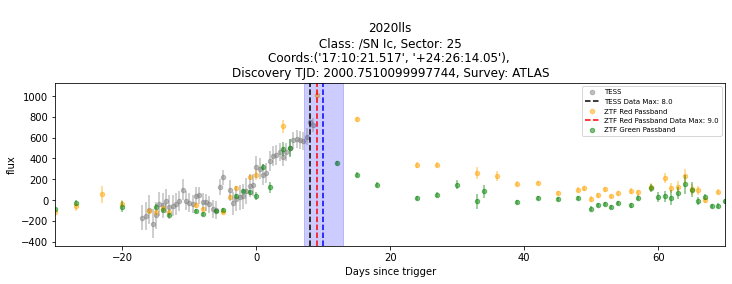 2020lls
Class: /SN Ic, Sector: 25
Coords:('17:10:21.517', '+24:26:14.05'),
Discovery TJD: 2000.7510099997744, Survey: ATLAS
1000
800
600
400
200
0
−200
−400
flux
TESS
TESS Data Max: 8.0
ZTF Red Passband
ZTF Red Passband Data Max: 9.0
ZTF Green Passband
−20 0 20 40 60
Days since trigger